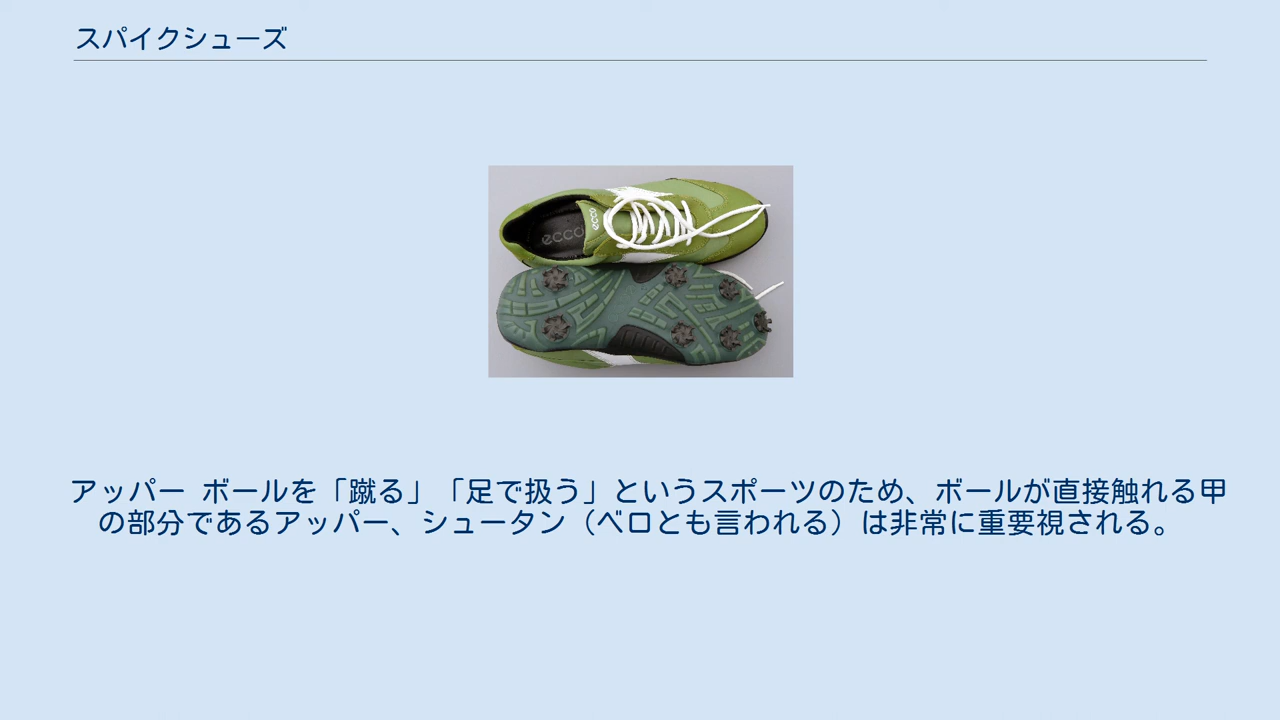 スパイクシューズ
ecco
ecco
アッパー ボールを「蹴る」「足で扱う」というスポーツのため、ボールが直接触れる甲
の部分であるアッパー、シュータン（ベロとも言われる）は非常に重要視される。